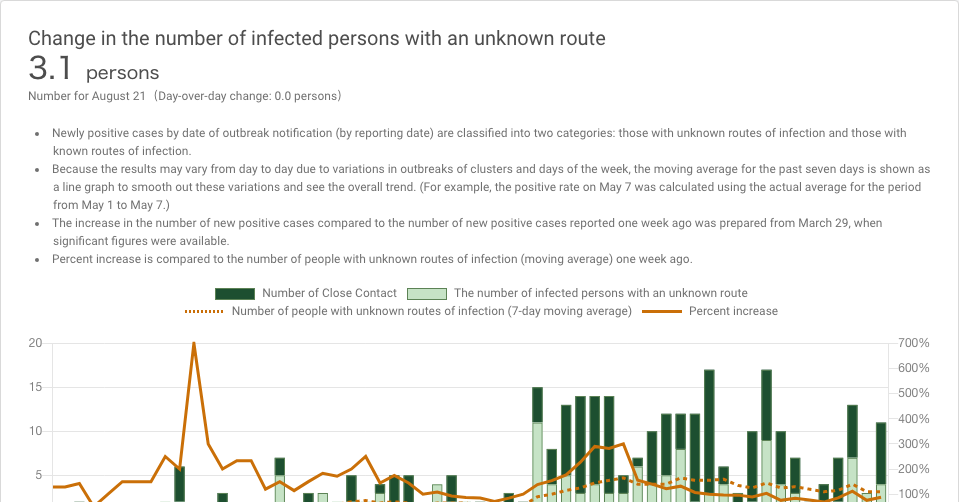 Change in the number of infected persons with an unknown route
3.1 persons
Number for August 21 (Day-over-day change: 0.0 persons)
• Newly positive cases by date of outbreak notification (by reporting date) are classified into two categories: those with unknown routes of infection and those with
known routes of infection.
• Because the results may vary from day to day due to variations in outbreaks of clusters and days of the week, the moving average for the past seven days is shown as
a line graph to smooth out these variations and see the overall trend. (For example, the positive rate on May 7 was calculated using the actual average for the period
from May 1 to May 7.)
• The increase in the number of new positive cases compared to the number of new positive cases reported one week ago was prepared from March 29, when
significant figures were available.
• Percent increase is compared to the number of people with unknown routes of infection (moving average) one week ago.
Number of Close Contact The number of infected persons with an unknown route
Number of people with unknown routes of infection (7-day moving average) Percent increase
20 700%
600%
15 500%
400%
10 300%
200%
5 100%